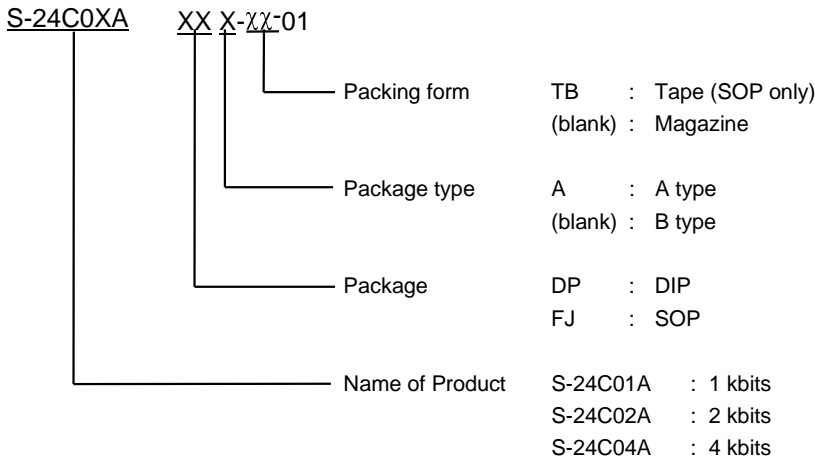 S-24C0XA XX X-χχ-01
Packing form TB : Tape (SOP only)
(blank) : Magazine
Package type A : A type
(blank) : B type
Package DP : DIP
FJ : SOP
Name of Product S-24C01A : 1 kbits
S-24C02A : 2 kbits
S-24C04A : 4 kbits